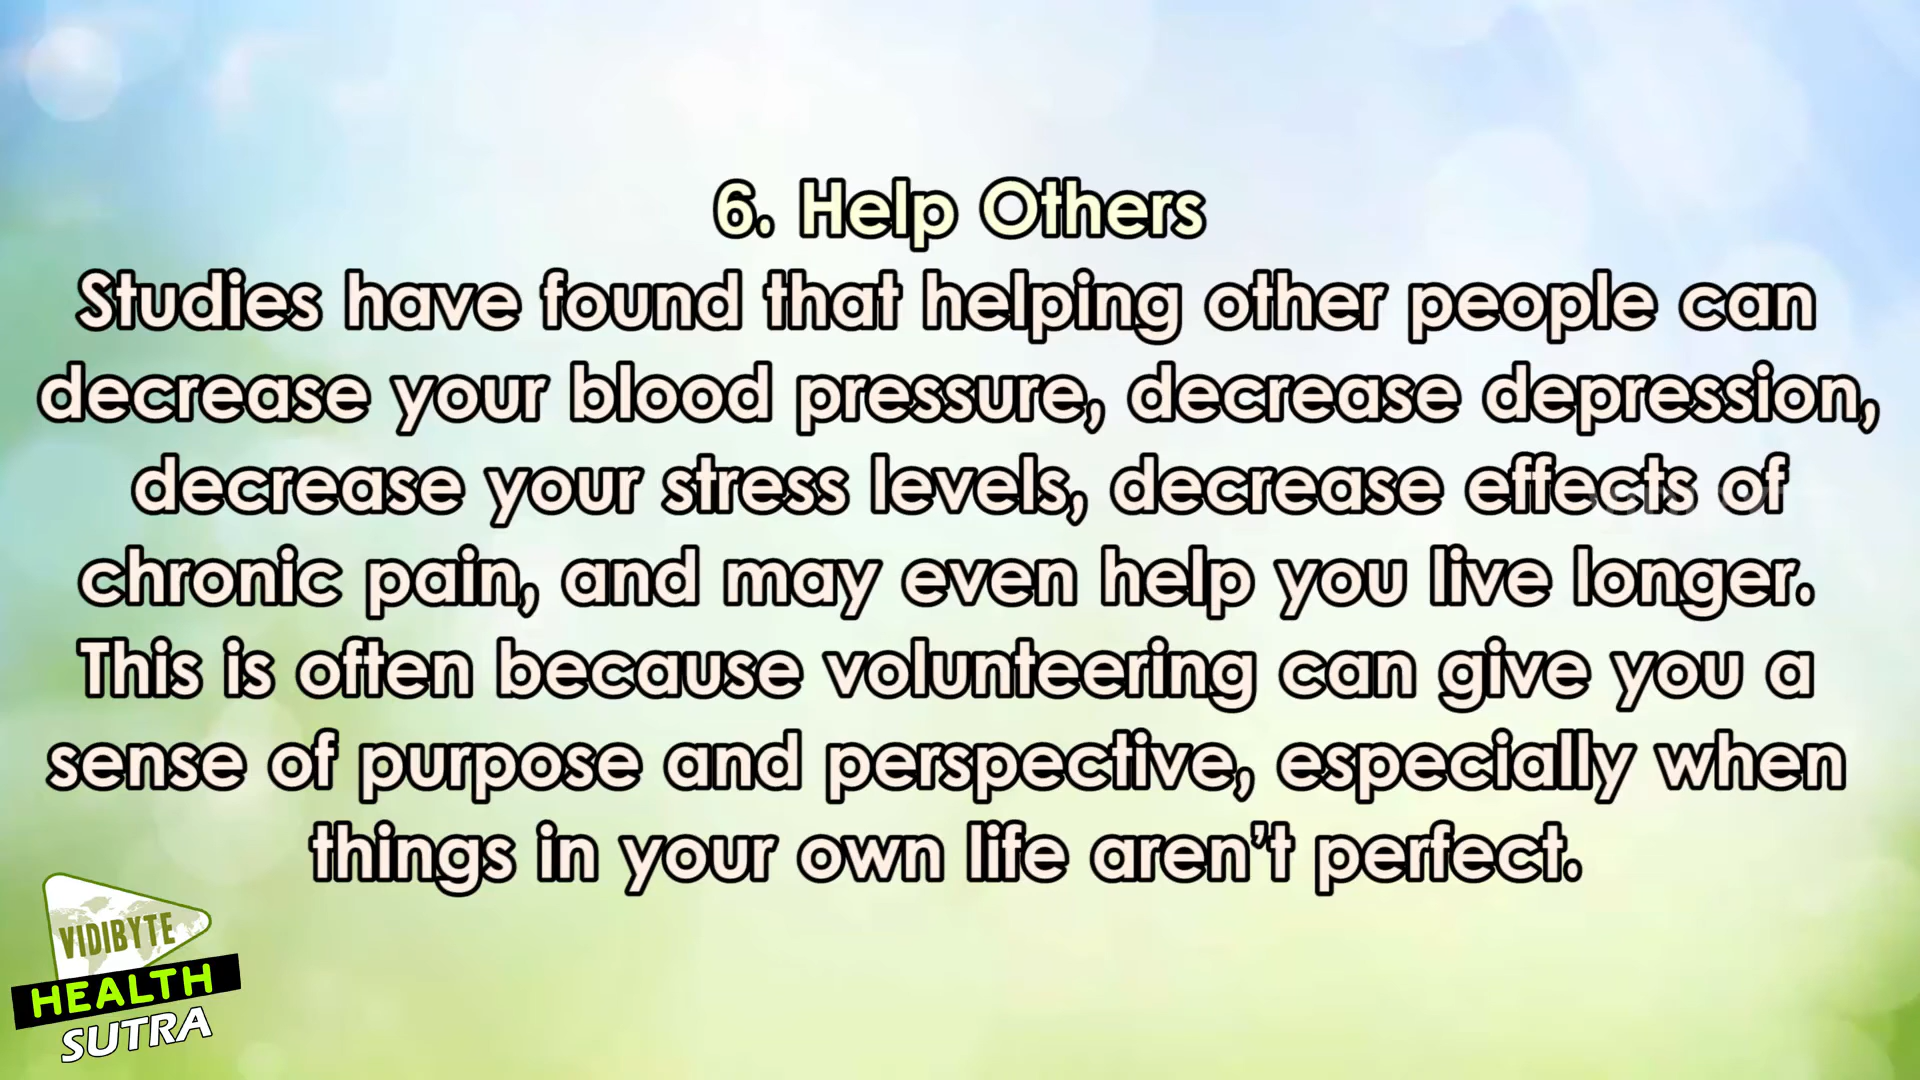 6. Help Others
Studies have found that helping other people can
decrease your blood pressure, decrease depression,
decrease your stress levels, decrease effects of
chronic pain, and may even help you live longer.
This is often because volunteering can give you a
sense of purpose and perspective, especially when
things in your own life aren’t perfect.
VIDIBYTE
HEALTH
SUTRA